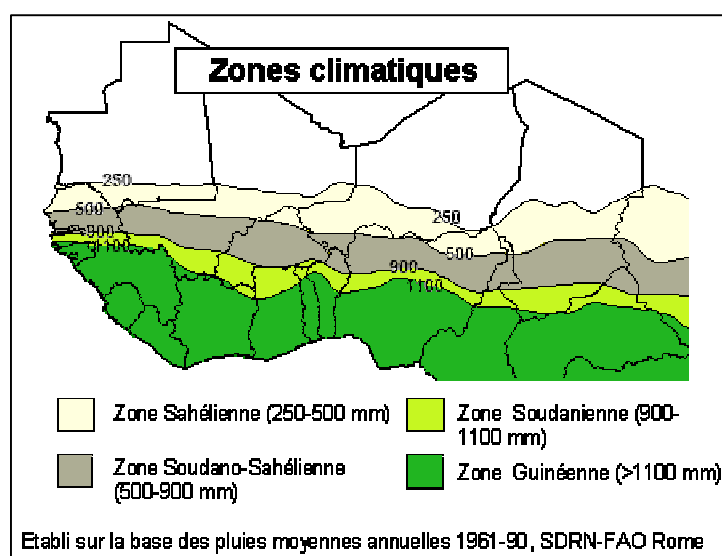 Zones climatiques
250
500
900
1100
250
500
900
1100
Zone Sahélienne (250-500 mm)
Zone Soudano-Sahélienne
(500-900 mm)
Zone Soudanienne (900-
1100 mm)
Zone Guinéenne (>1100 mm)
Etabli sur la base des pluies moyennes annuelles 1961-90, SDRN-FAO Rome